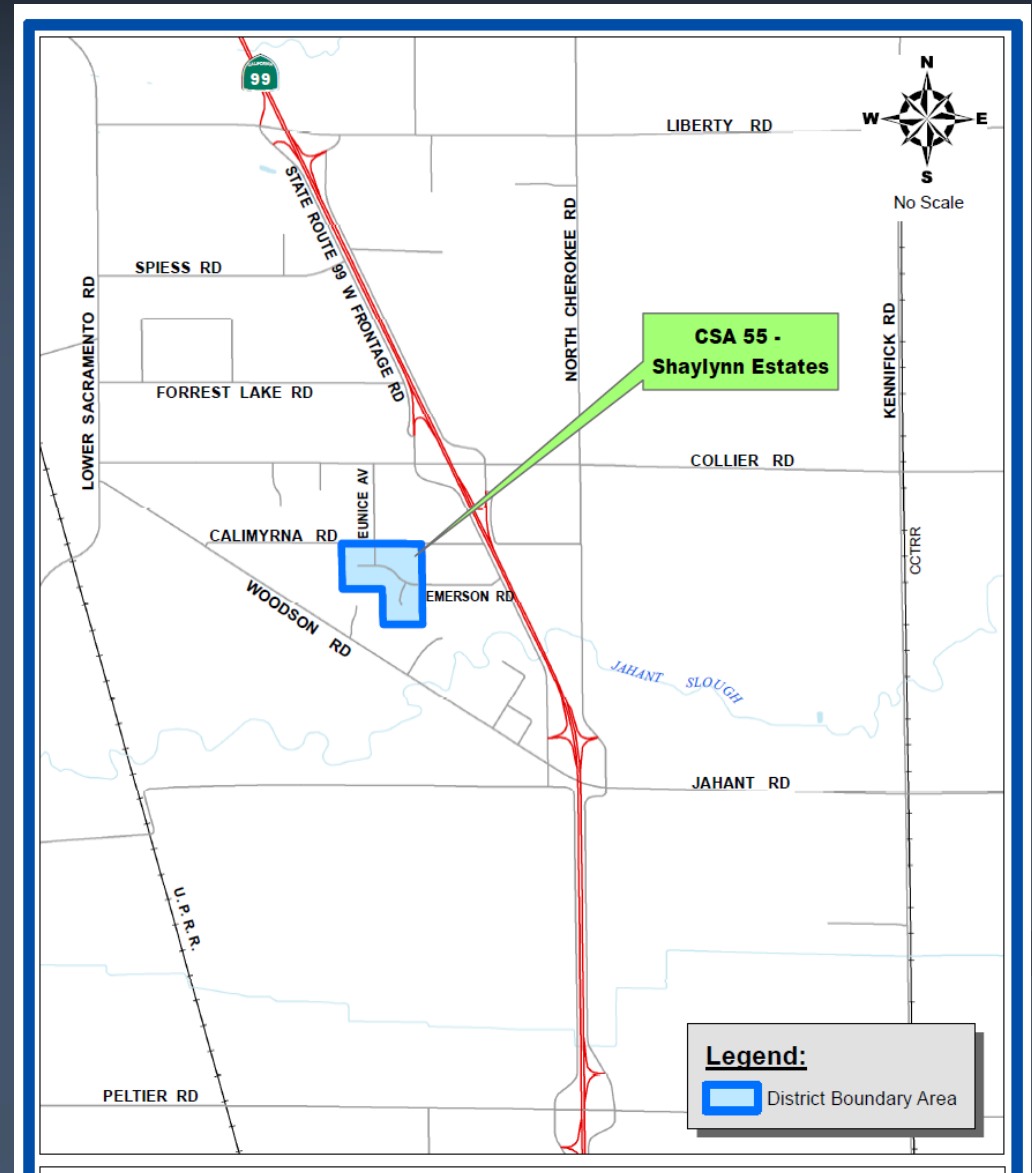 CALIFORNIA
99
N
W
E
S
No Scale
LIBERTY RD
STATE ROUTE 99 W FRONTAGE RD
NORTH CHEROKEE RD
SPIESS RD
LOWER SACRAMENTO RD
KENNIFICK RD
CSA 55 -
Shaylynn Estates
FORREST LAKE RD
COLLIER RD
EUNICE AV
CALIMYRNA RD
CCTRR
WOODSON RD
EMERSON RD
JAHANT SLOUGH
JAHANT RD
U.P.R.R.
Legend:
District Boundary Area
PELTIER RD